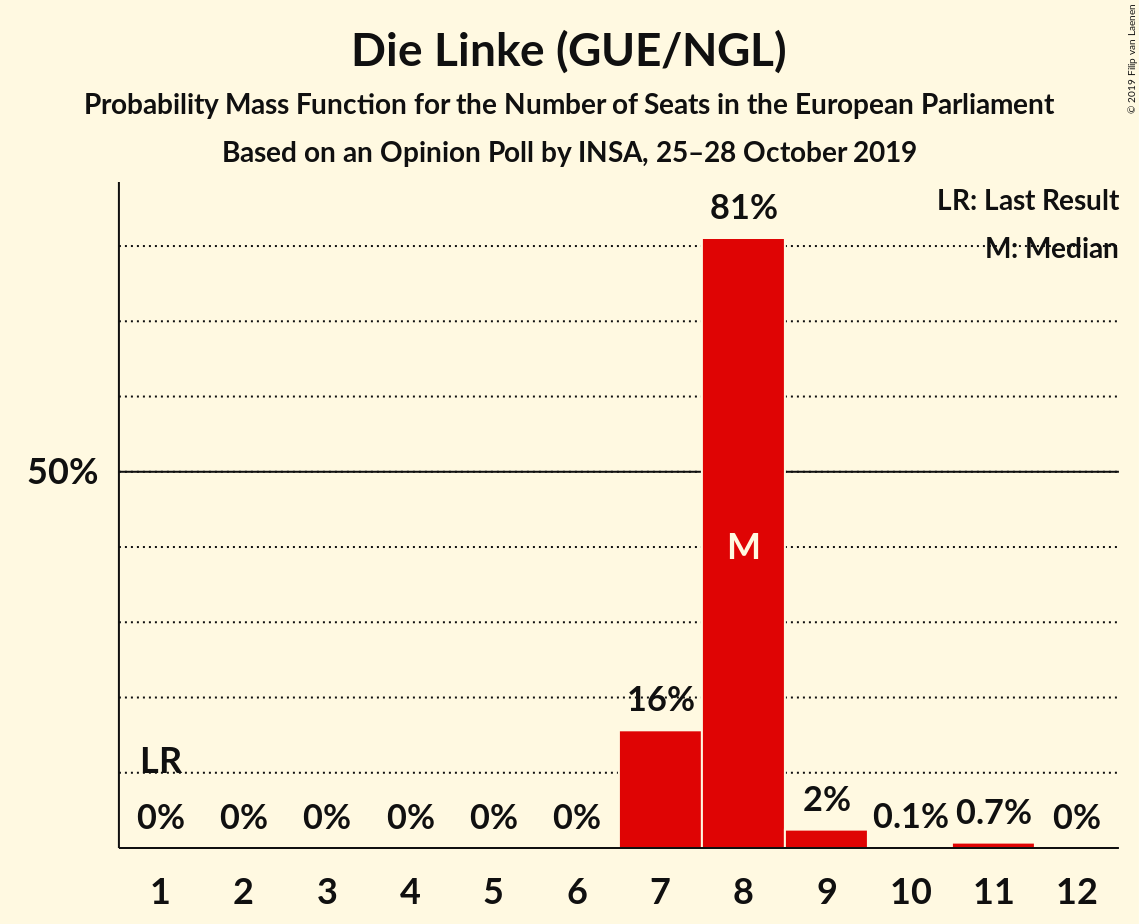 Die Linke (GUE/NGL)
Probability Mass Function for the Number of Seats in the European Parliament
Based on an Opinion Poll by INSA, 25–28 October 2019
© 2019 Filip van Laenen
LR: Last Result
M: Median
81%
50%
M
16%
LR
0% 0% 0% 0% 0% 0% 2% 0.1% 0.7% 0%
1 2 3 4 5 6 7 8 9 10 11 12